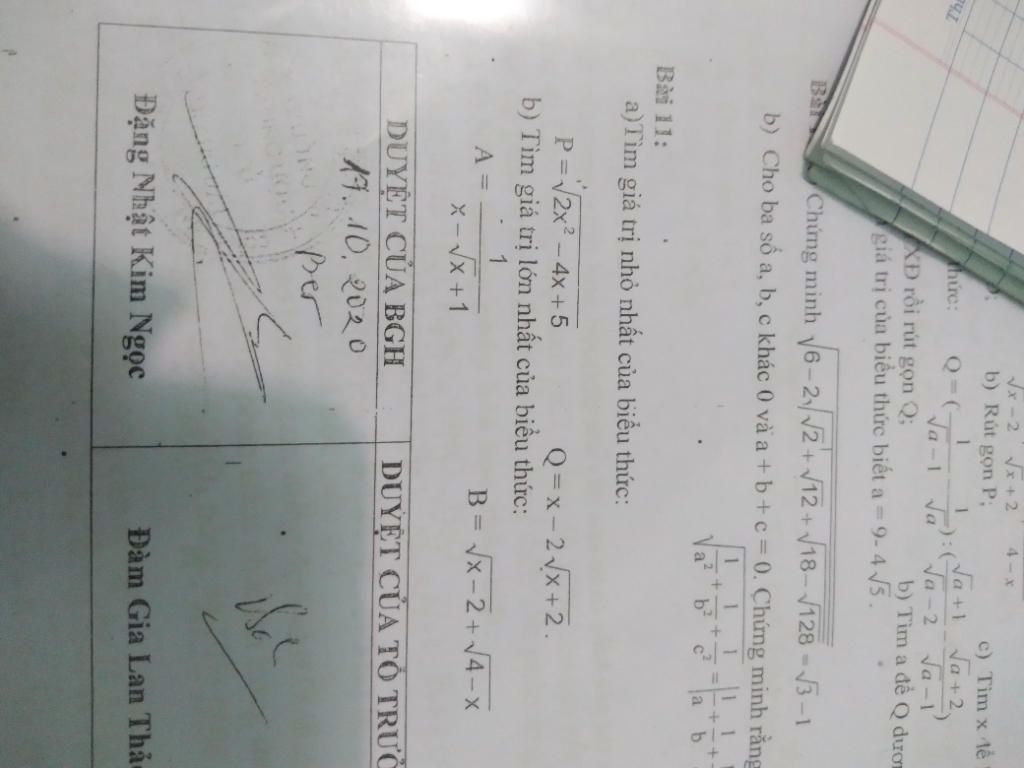 b) Rút gọn P;
c) Tìm x để
thức: Q = (1/(√a − 1) − 1/√a) : ((√a + 1)/(√a − 2) − (√a + 2)/(√a − 1))
XĐ rồi rút gọn Q;
b) Tìm a để Q dươn
giá trị của biểu thức biết a = 9- 4√5 .
Chứng minh √(6 − 2√(√2 + √12 + √18 − √128)) = √3 − 1
b) Cho ba số a, b, c khác 0 và a + b + c = 0. Chứng minh rằng
√(1/a² + 1/b² + 1/c²) = |1/a + 1/b +
Bài 11:
a)Tìm giá trị nhỏ nhất của biểu thức:
P = √(2x² − 4x + 5) Q = x − 2√(x + 2) .
b) Tìm giá trị lớn nhất của biểu thức:
A = 1/(x − √x + 1) B = √(x − 2) + √(4 − x)
DUYỆT CỦA BGH
DUYỆT CỦA TỔ TRƯỞ
17. 10. 2020
Đặng Nhật Kim Ngọc
Đàm Gia Lan Thảo